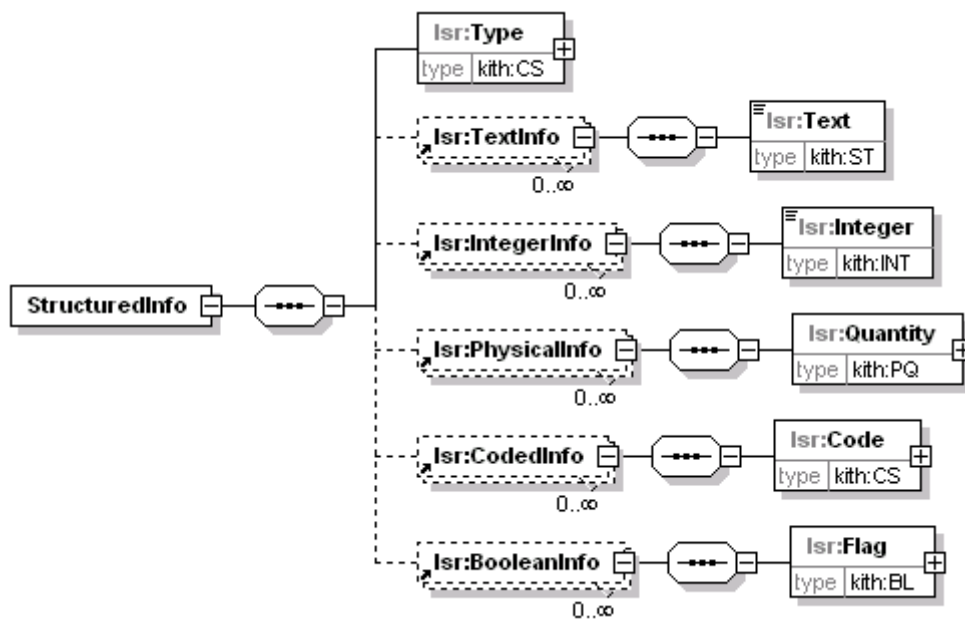 lsr:Type
type kith:CS
lsr:TextInfo
0..∞
lsr:Text
type kith:ST
lsr:IntegerInfo
0..∞
lsr:Integer
type kith:INT
StructuredInfo
lsr:PhysicalInfo
0..∞
lsr:Quantity
type kith:PQ
lsr:CodedInfo
0..∞
lsr:Code
type kith:CS
lsr:BooleanInfo
0..∞
lsr:Flag
type kith:BL